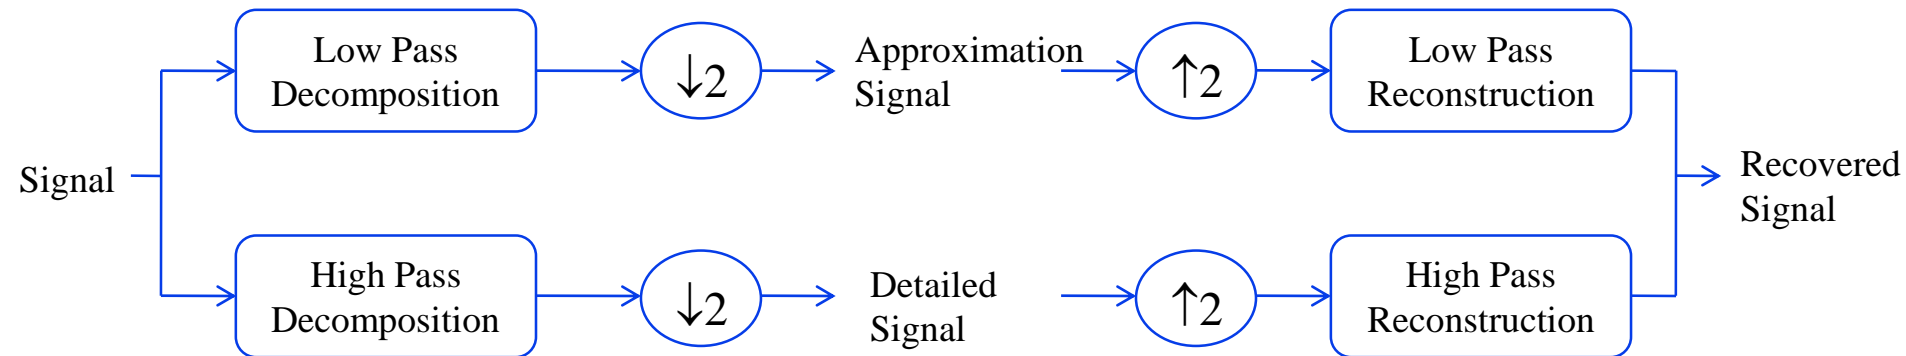 Signal
Low Pass
Decomposition
↓2
Approximation
Signal
↑2
Low Pass
Reconstruction
High Pass
Decomposition
↓2
Detailed
Signal
↑2
High Pass
Reconstruction
Recovered
Signal